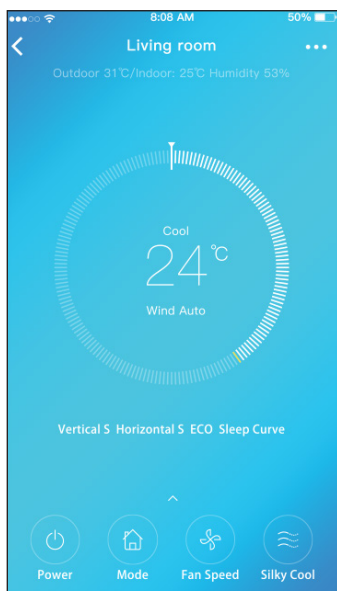 8:08 AM 50%
Living room
Outdoor 31℃/Indoor: 25℃ Humidity 53%
Cool
24℃
Wind Auto
Vertical S Horizontal S ECO Sleep Curve
Power Mode Fan Speed Silky Cool